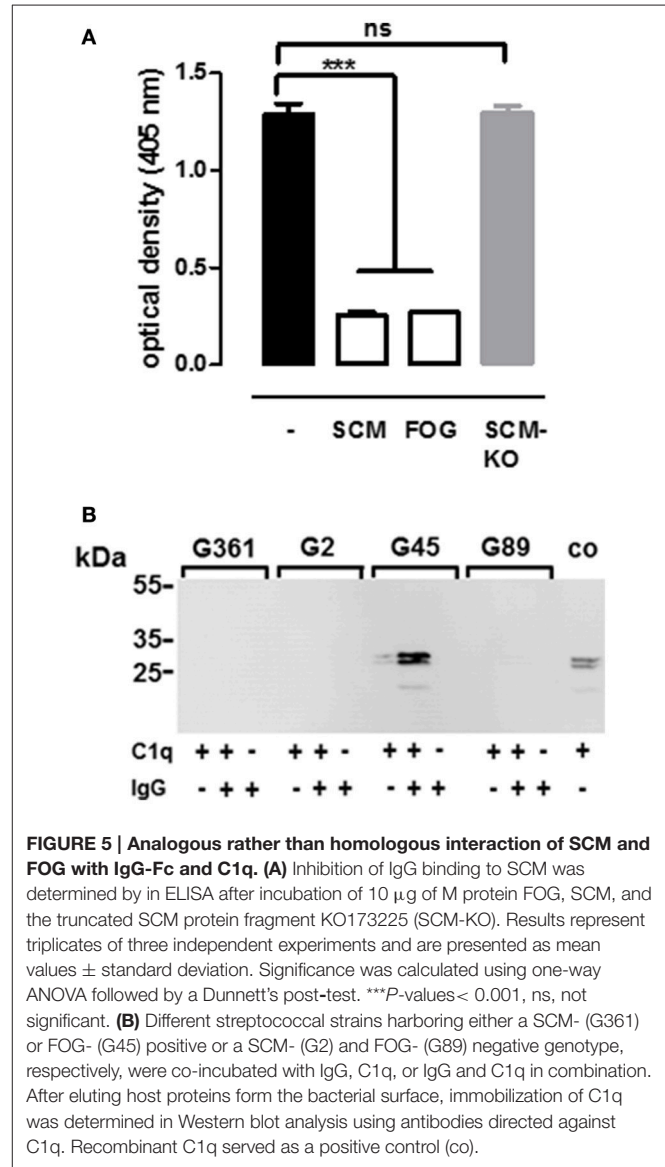 A
ns
***
optical density (405 nm)
1.5
1.0
0.5
0.0
- SCM FOG SCM-
KO
B
kDa G361 G2 G45 G89 co
55-
35-
25-
C1q + + - + + - + + - + + - +
IgG - + + - + + - + + - + + -
FIGURE 5 | Analogous rather than homologous interaction of SCM and
FOG with IgG-Fc and C1q. (A) Inhibition of IgG binding to SCM was
determined by in ELISA after incubation of 10 μg of M protein FOG, SCM, and
the truncated SCM protein fragment KO173225 (SCM-KO). Results represent
triplicates of three independent experiments and are presented as mean
values ± standard deviation. Significance was calculated using one-way
ANOVA followed by a Dunnett's post-test. ***P-values< 0.001, ns, not
significant. (B) Different streptococcal strains harboring either a SCM- (G361)
or FOG- (G45) positive or a SCM- (G2) and FOG- (G89) negative genotype,
respectively, were co-incubated with IgG, C1q, or IgG and C1q in combination.
After eluting host proteins form the bacterial surface, immobilization of C1q
was determined in Western blot analysis using antibodies directed against
C1q. Recombinant C1q served as a positive control (co).